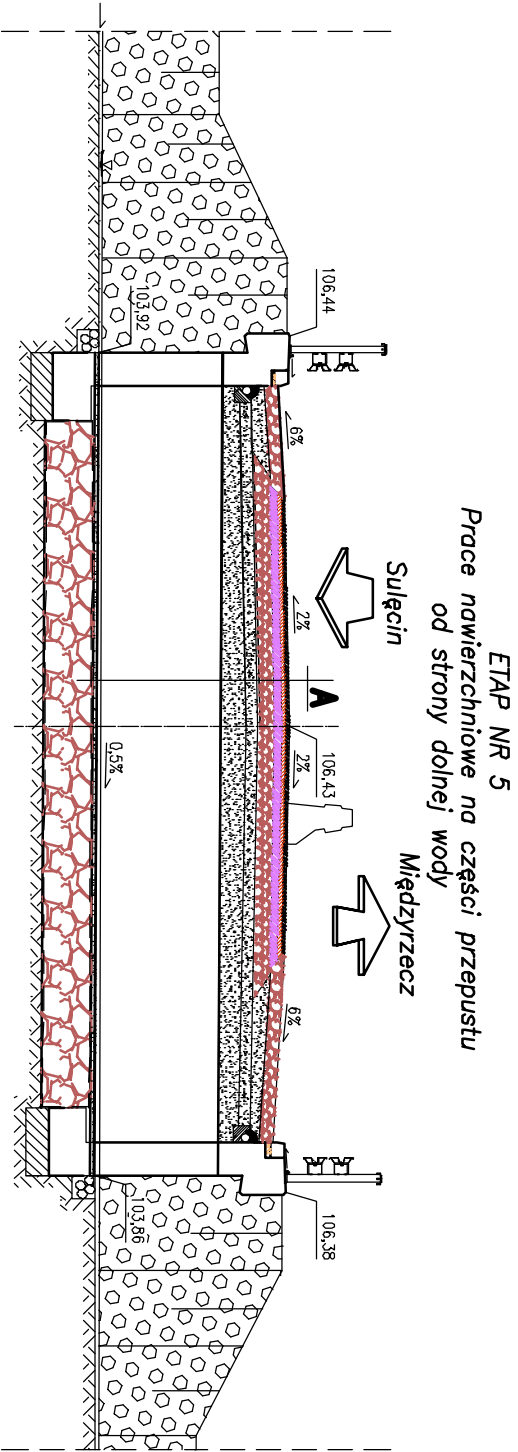 ETAP NR 5
Prace nawierzchniowe na części przepustu
od strony dolnej wody
Sulęcin
Międzyrzecz
A
106,44
103,92
6%
2%
106,43
2%
0,5%
6%
106,38
103,86